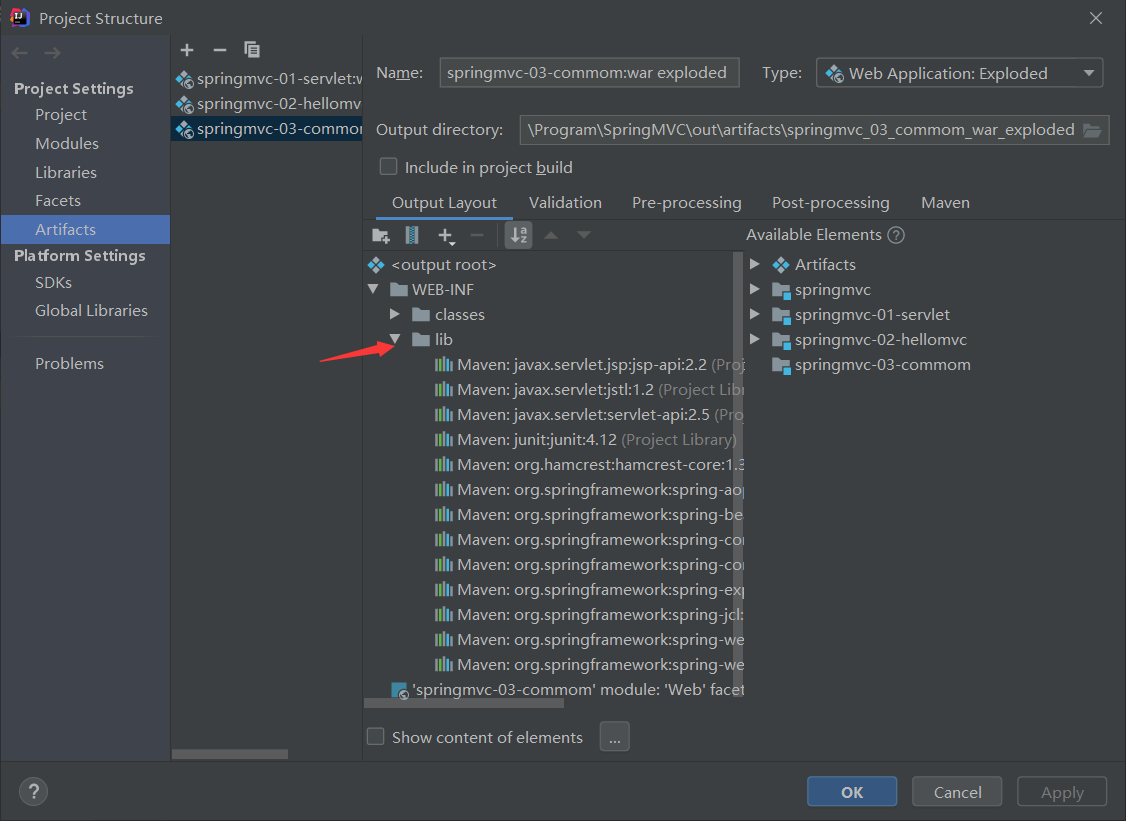 Project Structure
Project Settings
Project
Modules
Libraries
Facets
Artifacts
Platform Settings
SDKs
Global Libraries
Problems
springmvc-01-servlet:w
springmvc-02-hellomv
springmvc-03-commor
Name: springmvc-03-commom:war exploded Type: Web Application: Exploded
Output directory: \Program\SpringMVC\out\artifacts\springmvc_03_commom_war_exploded
Include in project build
Output Layout Validation Pre-processing Post-processing Maven
Available Elements ?
<output root>
WEB-INF
classes
lib
Maven: javax.servlet.jsp:jsp-api:2.2 (Proj
Maven: javax.servlet:jstl:1.2 (Project Libr
Maven: javax.servlet:servlet-api:2.5 (Pro
Maven: junit:junit:4.12 (Project Library)
Maven: org.hamcrest:hamcrest-core:1.3
Maven: org.springframework:spring-aop
Maven: org.springframework:spring-be
Maven: org.springframework:spring-co
Maven: org.springframework:spring-co
Maven: org.springframework:spring-exp
Maven: org.springframework:spring-jcl:
Maven: org.springframework:spring-we
Maven: org.springframework:spring-we
'springmvc-03-commom' module: 'Web' facet
Artifacts
springmvc
springmvc-01-servlet
springmvc-02-hellomvc
springmvc-03-commom
Show content of elements ...
? OK Cancel Apply